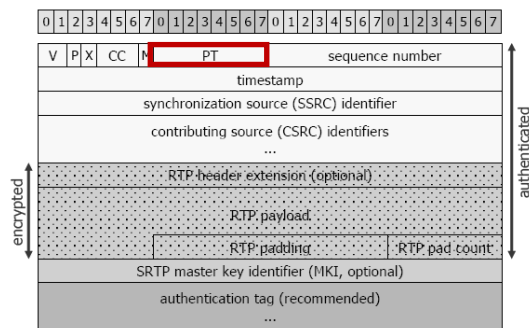 0 1 2 3 4 5 6 7 0 1 2 3 4 5 6 7 0 1 2 3 4 5 6 7 0 1 2 3 4 5 6 7
V P X CC M PT sequence number
timestamp
synchronization source (SSRC) identifier
contributing source (CSRC) identifiers
...
RTP header extension (optional)
RTP payload
RTP padding RTP pad count
SRTP master key identifier (MKI, optional)
authentication tag (recommended)
...
encrypted
authenticated